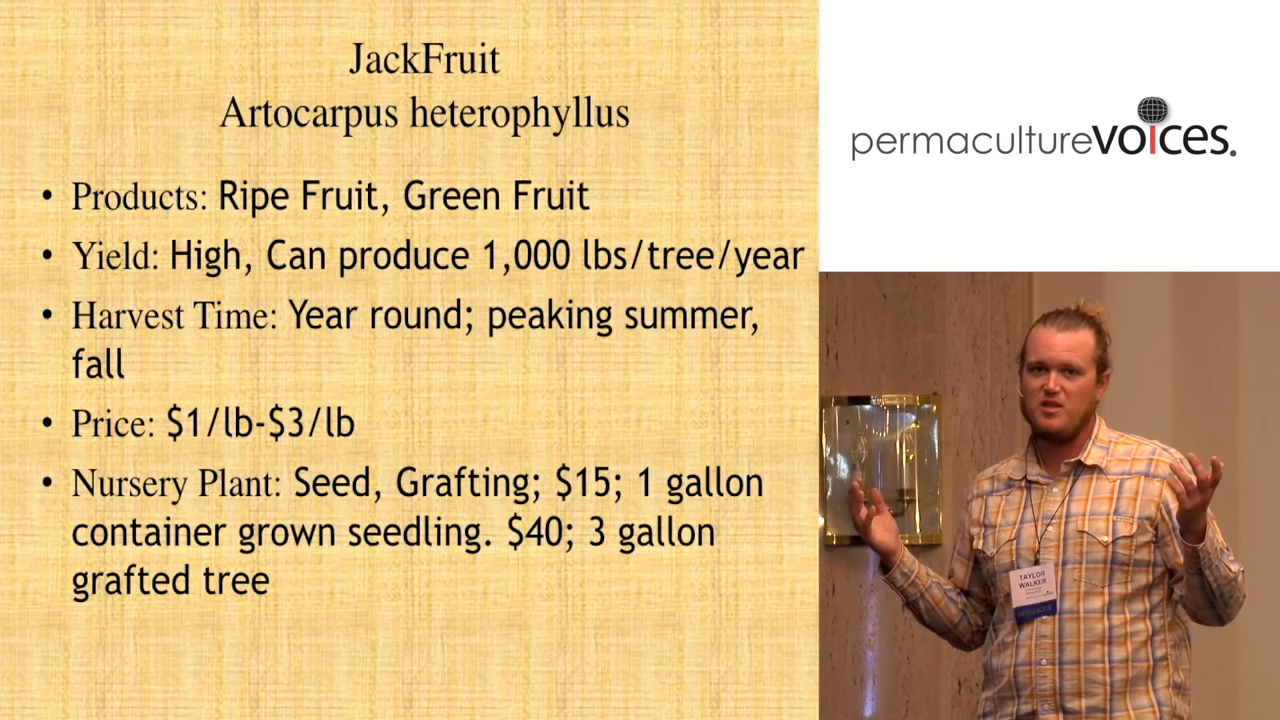 JackFruit
Artocarpus heterophyllus
• Products: Ripe Fruit, Green Fruit
• Yield: High, Can produce 1,000 lbs/tree/year
• Harvest Time: Year round; peaking summer,
fall
• Price: $1/lb-$3/lb
• Nursery Plant: Seed, Grafting; $15; 1 gallon
container grown seedling. $40; 3 gallon
grafted tree
permaculturevoices.
TAYLOR
WALKER